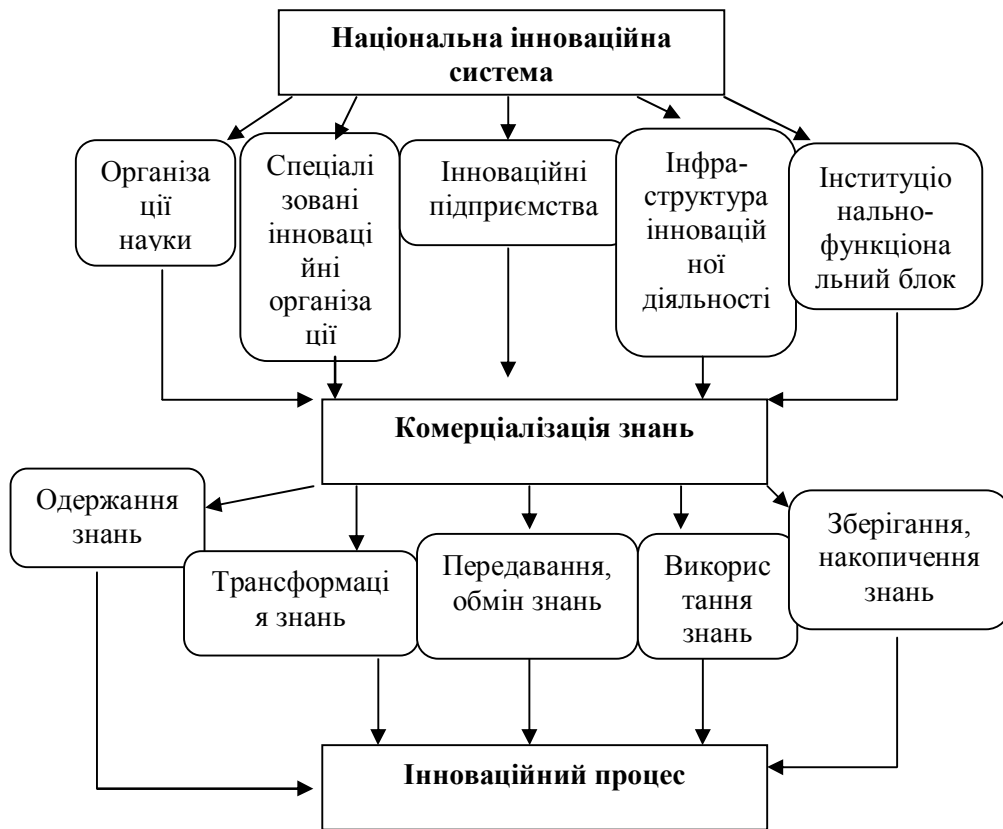 Національна інноваційна
система
Організа
ції
науки
Спеціалі
зовані
інноваці
йні
організа
ції
Інноваційні
підприємства
Інфра-
структура
інновацій
ної
діяльності
Інституціо
нально-
функціона
льний блок
Комерціалізація знань
Одержання
знань
Трансформаці
я знань
Передавання,
обмін знань
Викорис
тання
знань
Зберігання,
накопичення
знань
Інноваційний процес